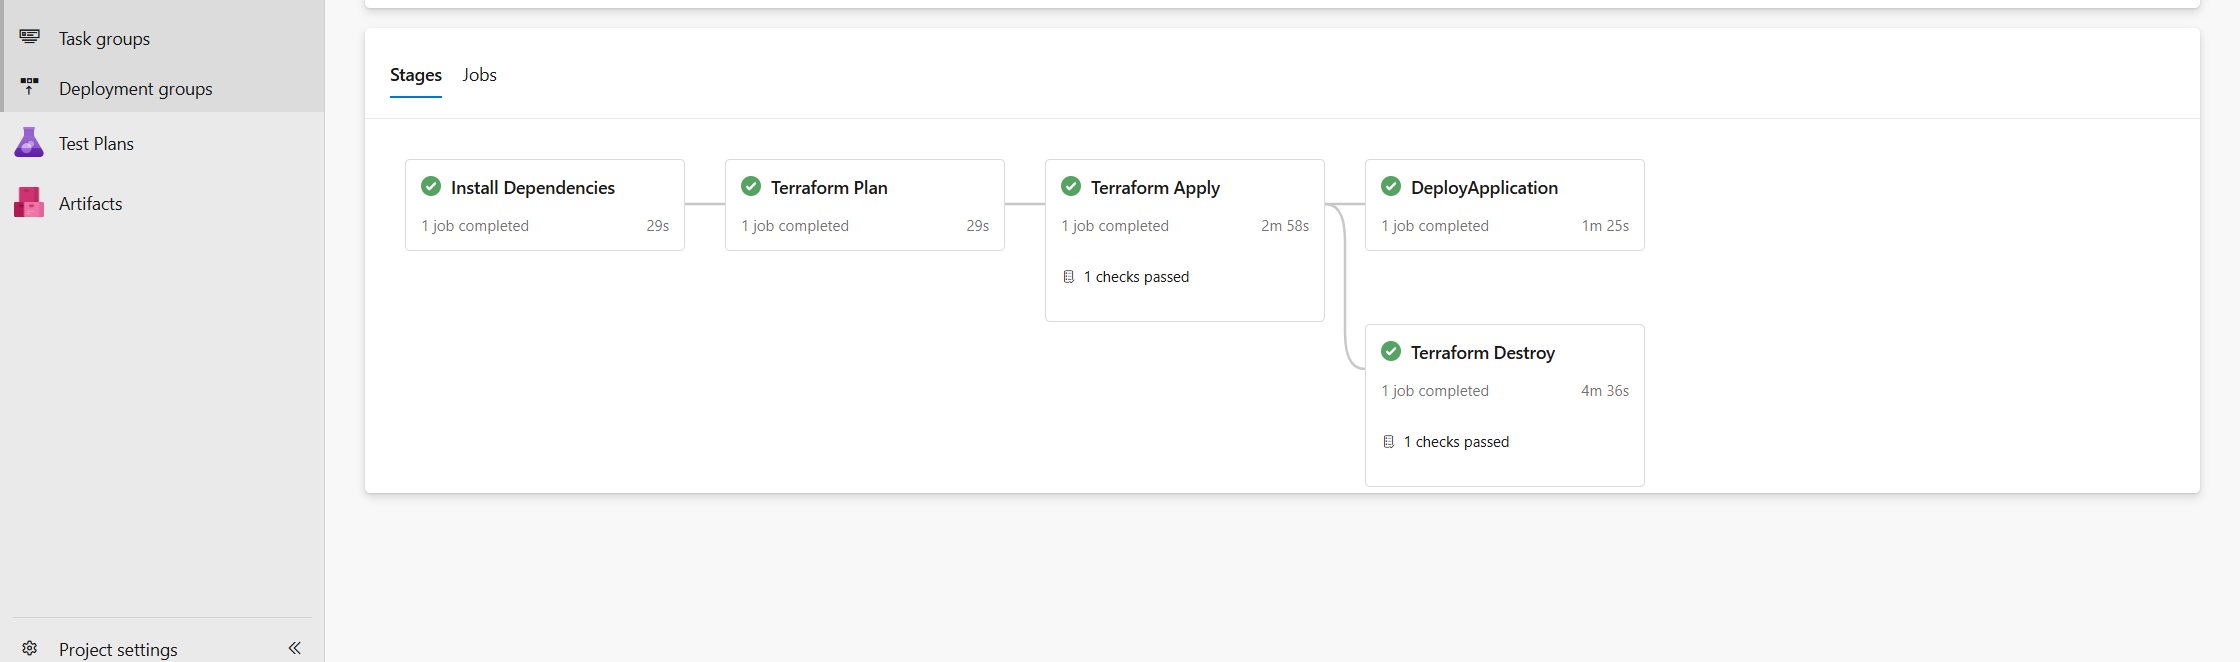 Task groups
Deployment groups
Test Plans
Artifacts
Project settings
Stages Jobs
Install Dependencies
1 job completed 29s
Terraform Plan
1 job completed 29s
Terraform Apply
1 job completed 2m 58s
1 checks passed
DeployApplication
1 job completed 1m 25s
Terraform Destroy
1 job completed 4m 36s
1 checks passed